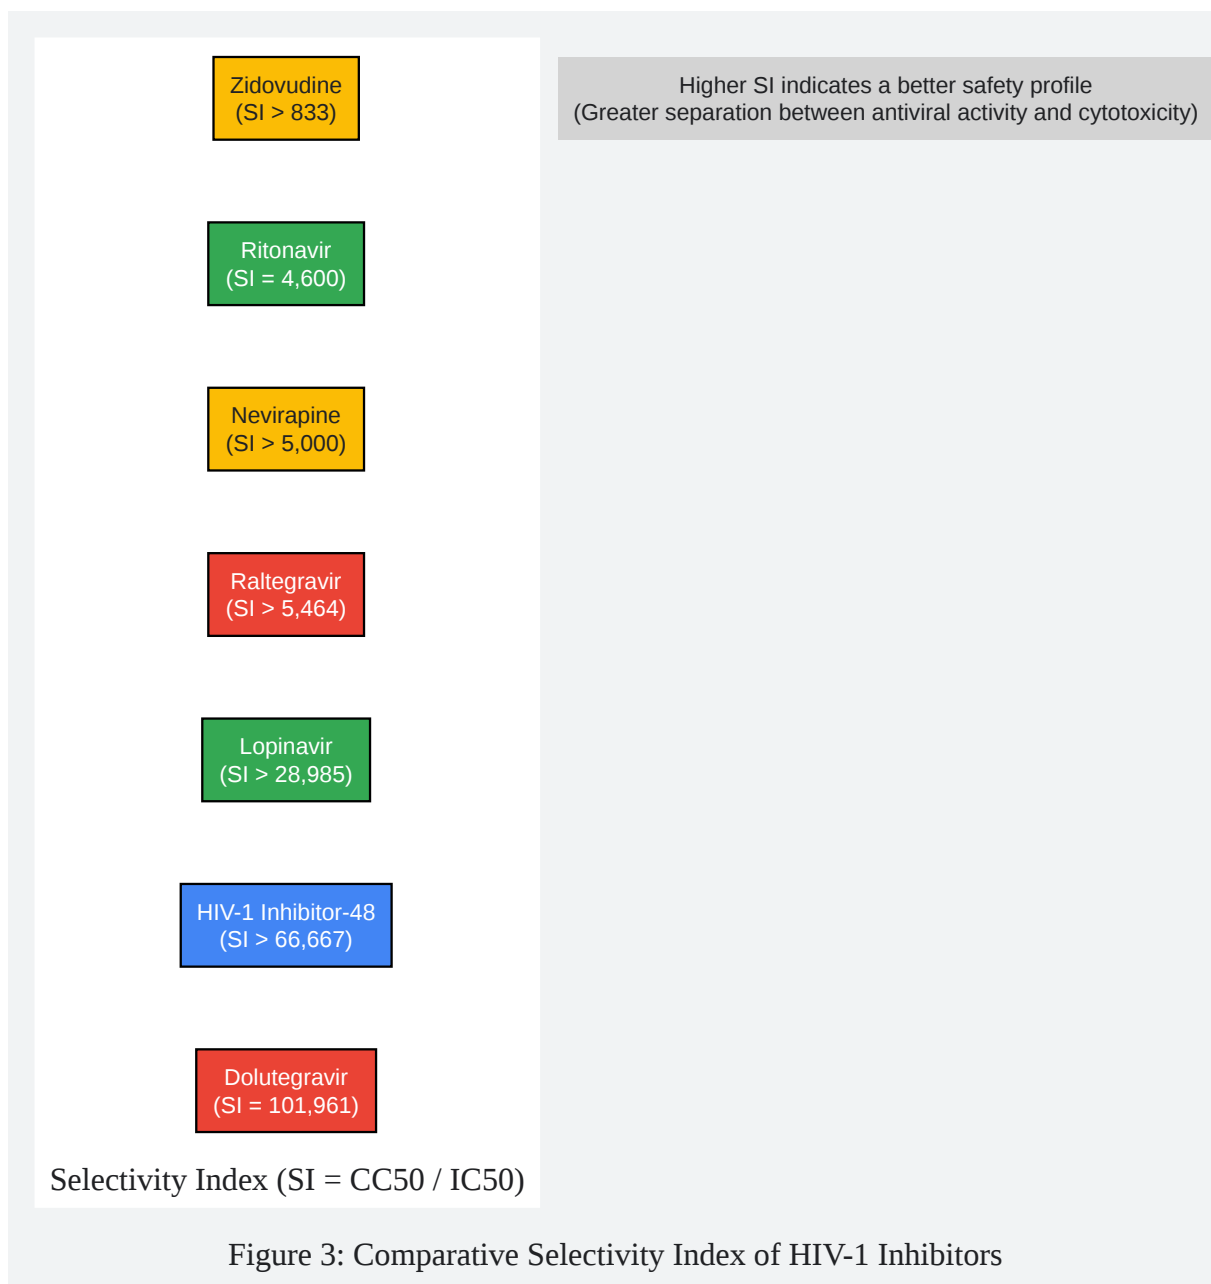 Zidovudine
(SI > 833)
Higher SI indicates a better safety profile
(Greater separation between antiviral activity and cytotoxicity)
Ritonavir
(SI = 4,600)
Nevirapine
(SI > 5,000)
Raltegravir
(SI > 5,464)
Lopinavir
(SI > 28,985)
HIV-1 Inhibitor-48
(SI > 66,667)
Dolutegravir
(SI = 101,961)
Selectivity Index (SI = CC50 / IC50)
Figure 3: Comparative Selectivity Index of HIV-1 Inhibitors